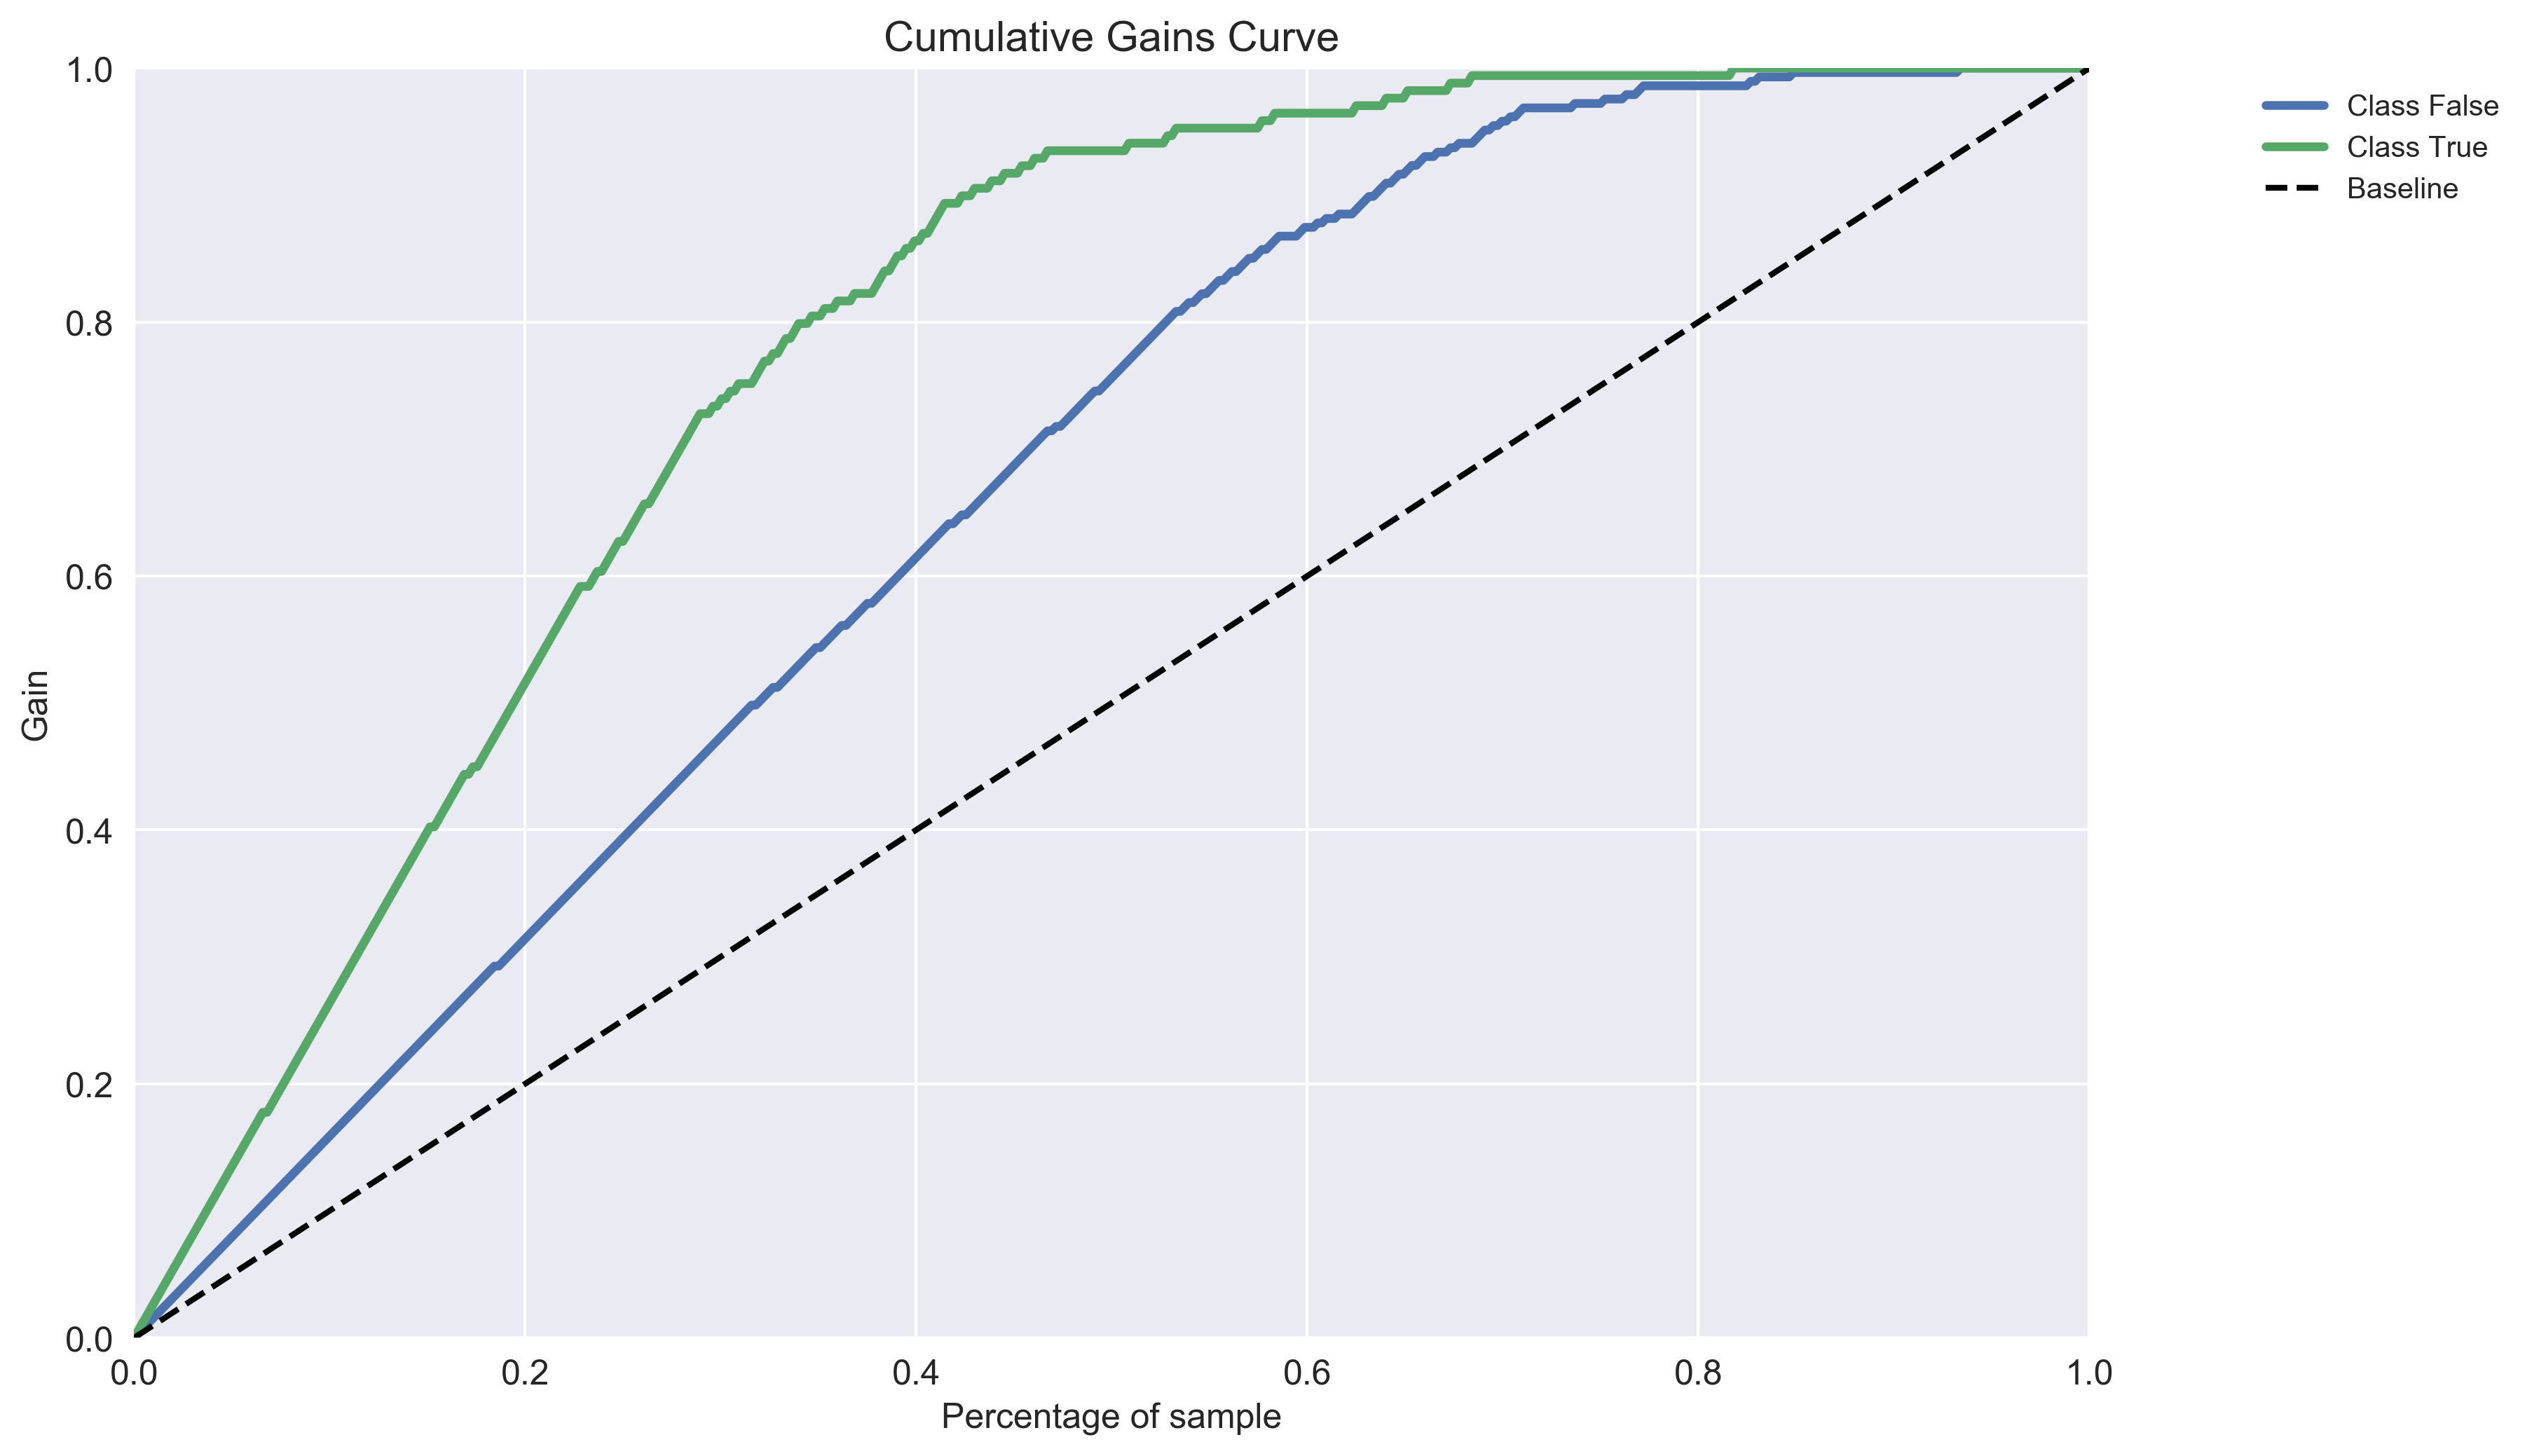 Cumulative Gains Curve
1.0
0.8
0.6
0.4
0.2
0.0
Gain
0.0 0.2 0.4 0.6 0.8 1.0
Percentage of sample
Class False
Class True
Baseline